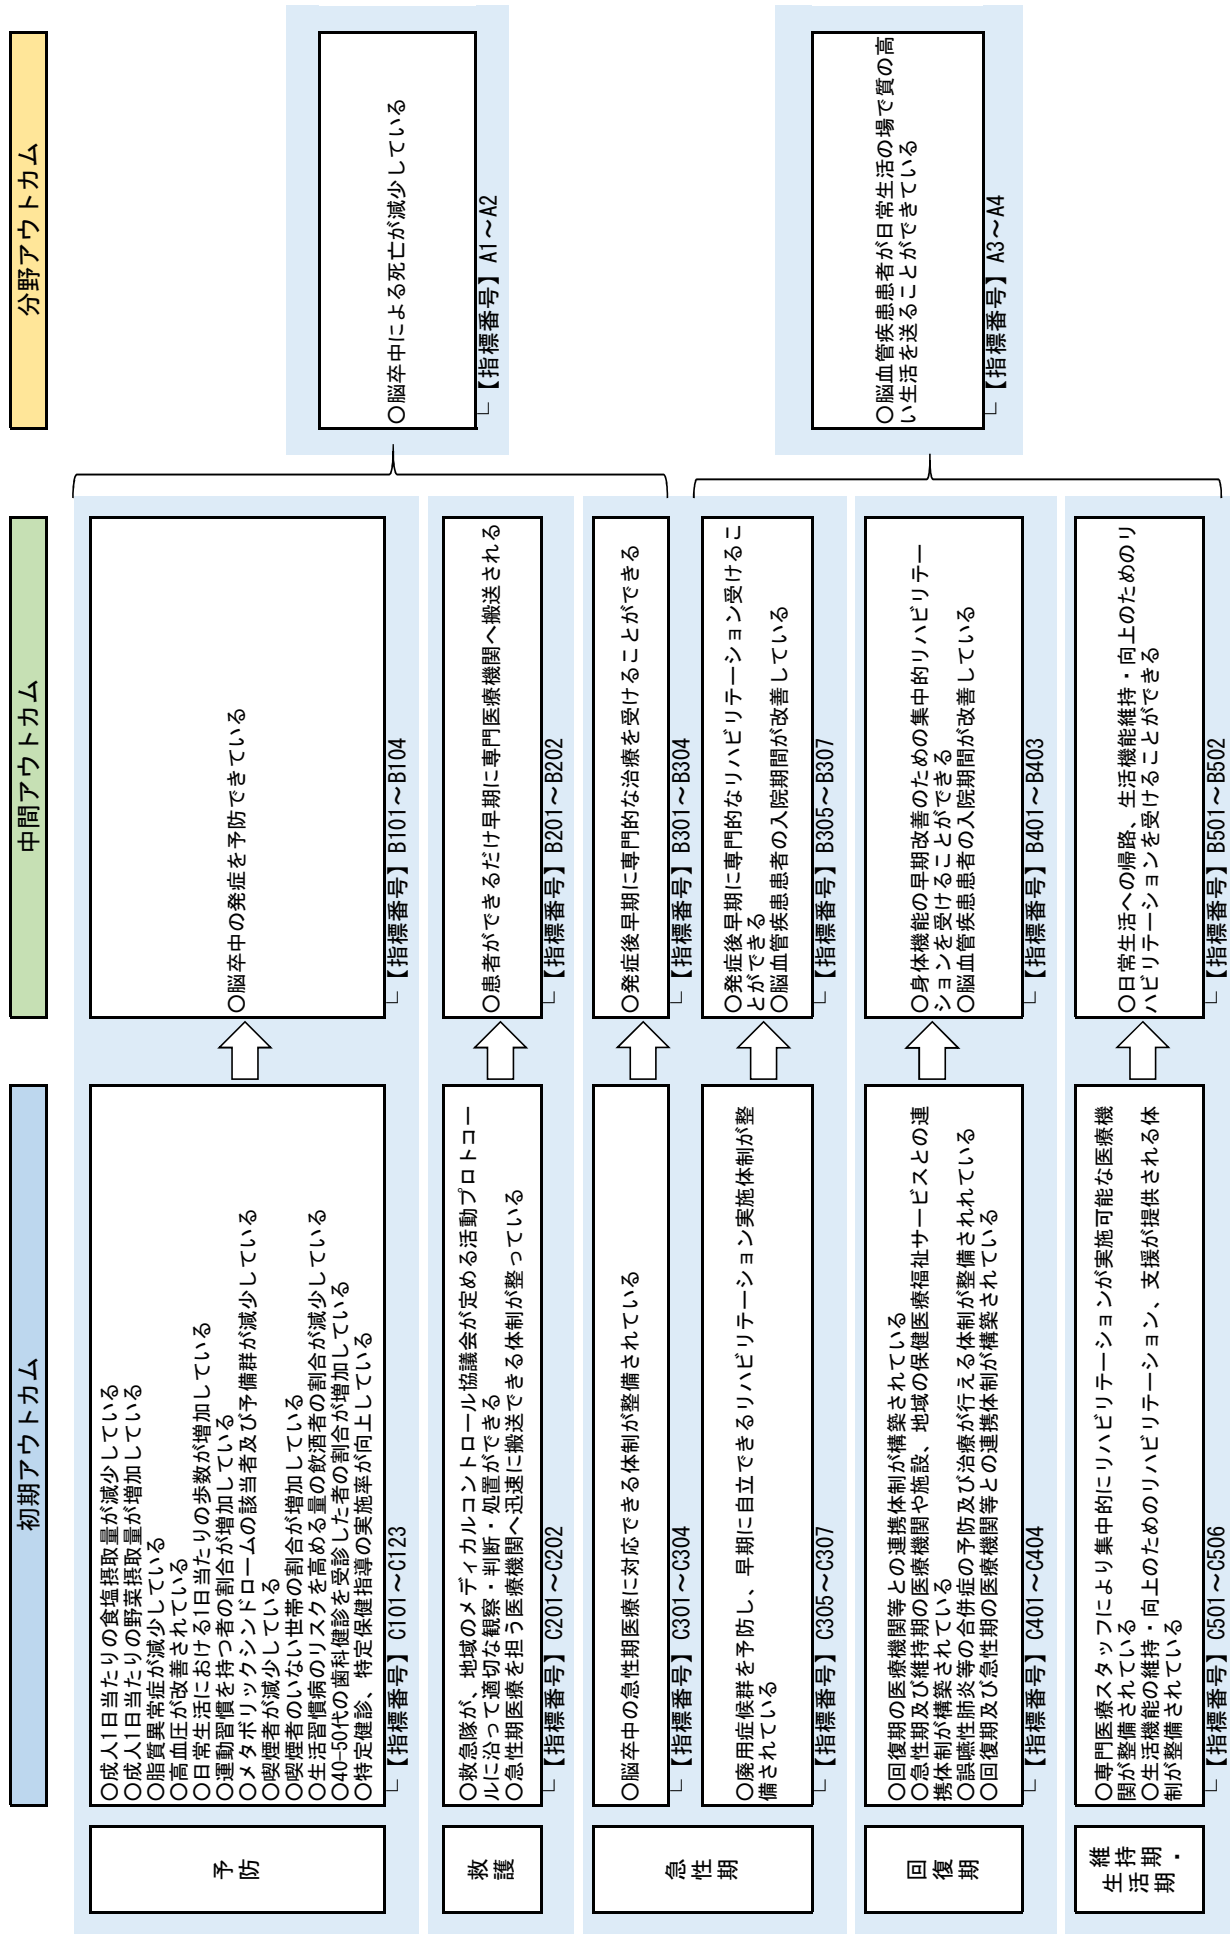 初期アウトカム
中間アウトカム
分野アウトカム
予防
〇成人1日当たりの食塩摂取量が減少している
〇成人1日当たりの野菜摂取量が増加している
〇脂質異常症が減少している
〇高血圧が改善されている
〇日常生活における1日当たりの歩数が増加している
〇運動習慣を持つ者の割合が増加している
〇メタボリックシンドロームの該当者及び予備群が減少している
〇喫煙者が減少している
〇喫煙者のいない世帯の割合が増加している
〇生活習慣病のリスクを高める量の飲酒者の割合が減少している
〇40-50代の歯科健診を受診した者の割合が増加している
〇特定健診、特定保健指導の実施率が向上している
└【指標番号】C101～C123
〇脳卒中の発症を予防できている
└【指標番号】B101～B104
救護
〇救急隊が、地域のメディカルコントロール協議会が定める活動プロトコー
ルに沿って適切な観察・判断・処置ができる
〇急性期医療を担う医療機関へ迅速に搬送できる体制が整っている
└【指標番号】C201～C202
〇患者ができるだけ早期に専門医療機関へ搬送される
└【指標番号】B201～B202
急性期
〇脳卒中の急性期医療に対応できる体制が整備されている
└【指標番号】C301～C304
〇発症後早期に専門的な治療を受けることができる
└【指標番号】B301～B304
〇廃用症候群を予防し、早期に自立できるリハビリテーション実施体制が整
備されている
└【指標番号】C305～C307
〇発症後早期に専門的なリハビリテーション受けるこ
とができる
〇脳血管疾患患者の入院期間が改善している
└【指標番号】B305～B307
回復期
〇回復期の医療機関等との連携体制が構築されている
〇急性期及び維持期の医療機関や施設、地域の保健医療福祉サービスとの連
携体制が構築されている
〇誤嚥性肺炎等の合併症の予防及び治療が行える体制が整備されれている
〇回復期及び急性期の医療機関等との連携体制が構築されている
└【指標番号】C401～C404
〇身体機能の早期改善のための集中的リハビリテー
ションを受けることができる
〇脳血管疾患患者の入院期間が改善している
└【指標番号】B401～B403
維持期・
生活期
〇専門医療スタッフにより集中的にリハビリテーションが実施可能な医療機
関が整備されている
〇生活機能の維持・向上のためのリハビリテーション、支援が提供される体
制が整備されている
└【指標番号】C501～C506
〇日常生活への帰路、生活機能維持・向上のためのリ
ハビリテーションを受けることができる
└【指標番号】B501～B502
〇脳卒中による死亡が減少している
└【指標番号】A1～A2
〇脳血管疾患患者が日常生活の場で質の高
い生活を送ることができている
└【指標番号】A3～A4